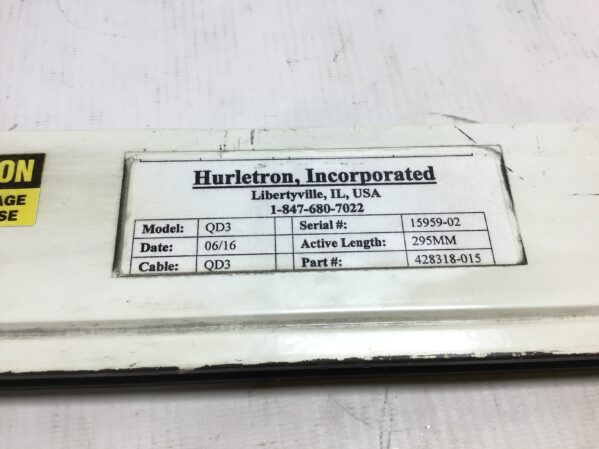 ON
AGE
SE
Hurletron, Incorporated
Libertyville, IL, USA
1-847-680-7022
Model: QD3 Serial #: 15959-02
Date: 06/16 Active Length: 295MM
Cable: QD3 Part #: 428318-015